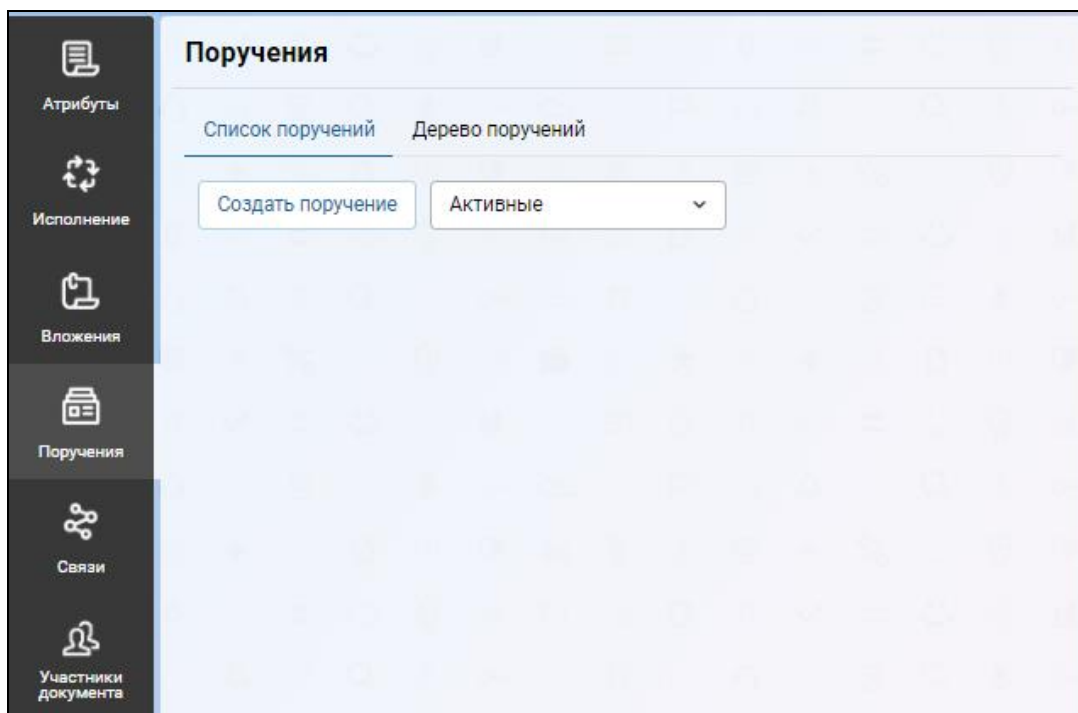 Атрибуты
Исполнение
Вложения
Поручения
Связи
Участники
документа
Поручения
Список поручений Дерево поручений
Создать поручение Активные